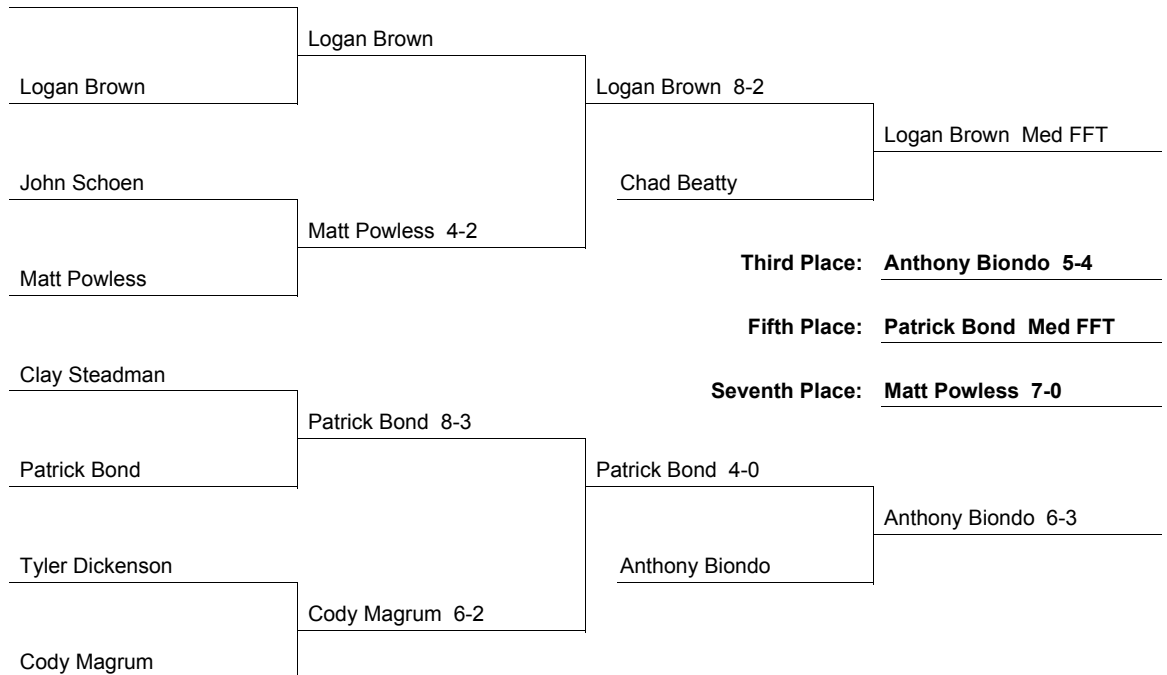 Logan Brown
Logan Brown
Logan Brown 8-2
Logan Brown Med FFT
John Schoen
Chad Beatty
Matt Powless 4-2
Third Place: Anthony Biondo 5-4
Matt Powless
Fifth Place: Patrick Bond Med FFT
Clay Steadman
Seventh Place: Matt Powless 7-0
Patrick Bond 8-3
Patrick Bond
Patrick Bond 4-0
Anthony Biondo 6-3
Tyler Dickenson
Anthony Biondo
Cody Magrum 6-2
Cody Magrum